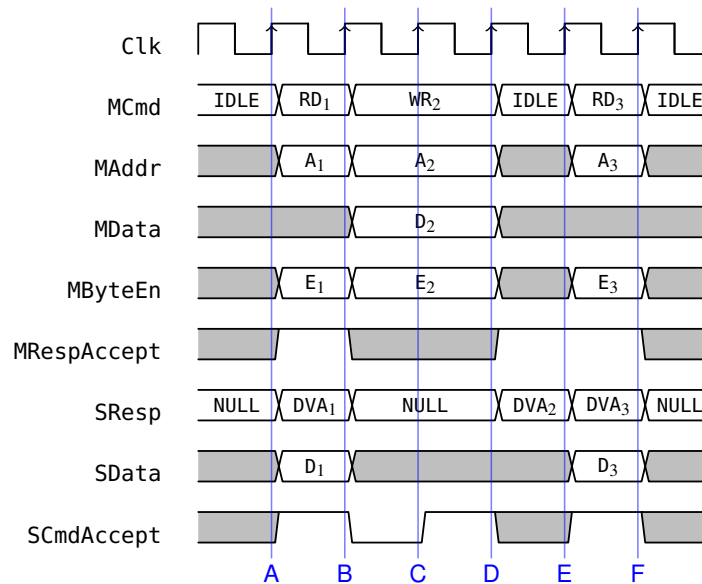 Clk
MCmd IDLE RD₁ WR₂ IDLE RD₃ IDLE
MAddr A₁ A₂ A₃
MData D₂
MByteEn E₁ E₂ E₃
MRespAccept
SResp NULL DVA₁ NULL DVA₂ DVA₃ NULL
SData D₁ D₃
SCmdAccept
A B C D E F